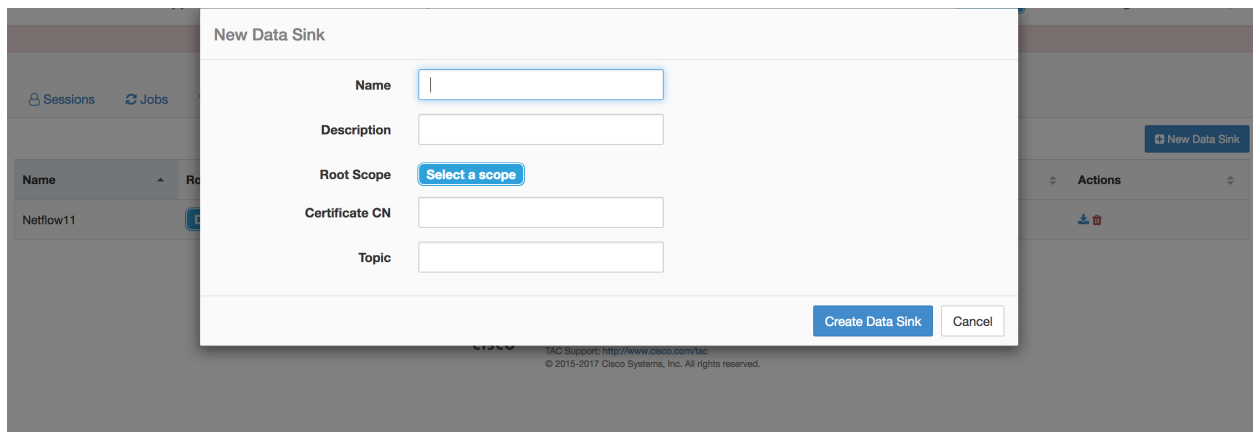 New Data Sink
Name
Description
Root Scope Select a scope
Certificate CN
Topic
Create Data Sink Cancel
Sessions Jobs
New Data Sink
Name Actions
Netflow11
TAC Support: http://www.cisco.com/tac
© 2015-2017 Cisco Systems, Inc. All rights reserved.